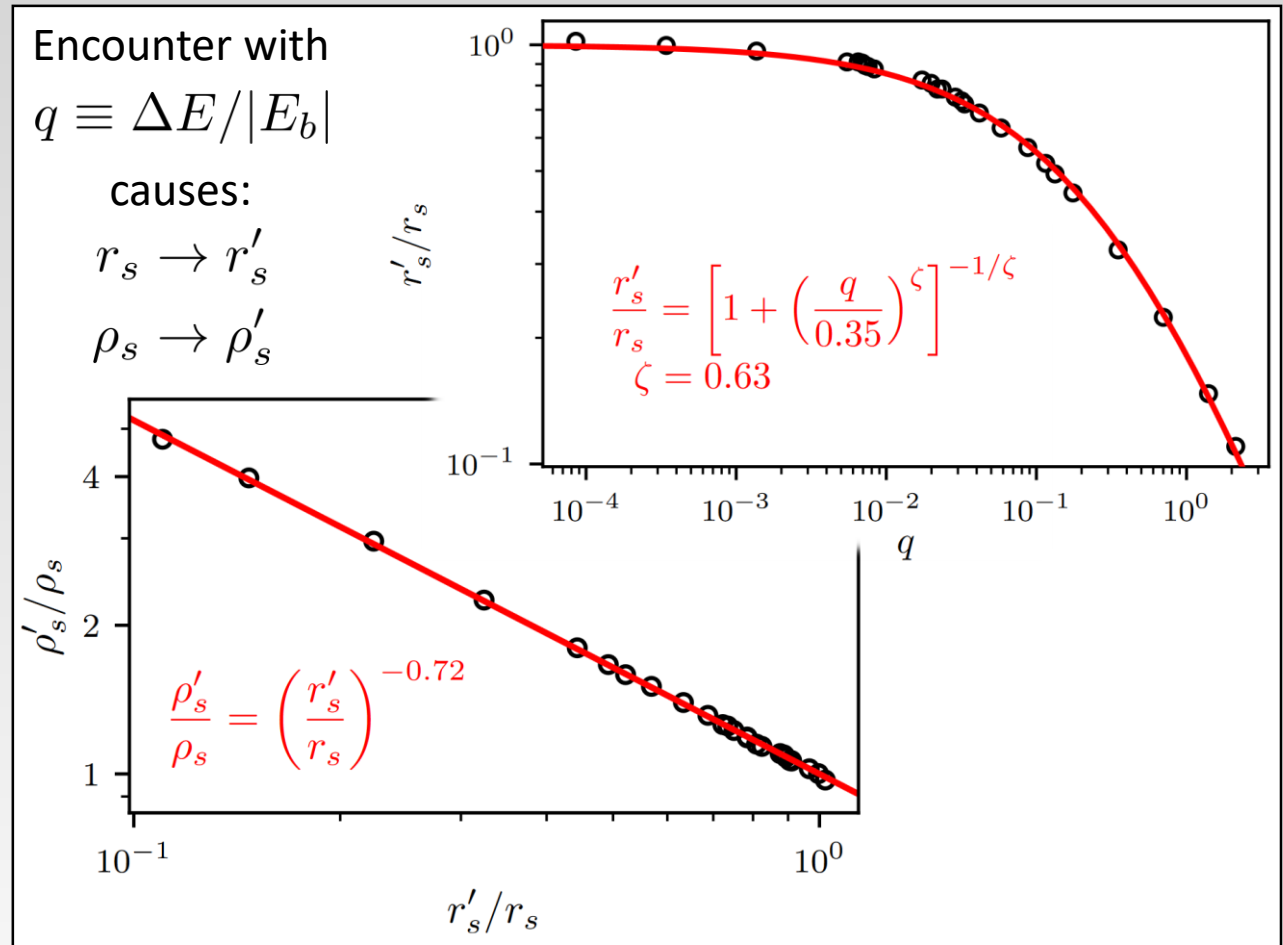 Encounter with
q ≡ ΔE/|E_b|
causes:
r_s → r′_s
ρ_s → ρ′_s
10^0
r′_s/r_s
r′_s/r_s = [1 + (q/0.35)^ζ]^{−1/ζ}
ζ = 0.63
10^{−1}
10^{−4} 10^{−3} 10^{−2} 10^{−1} 10^0
q
4
ρ′_s/ρ_s
2
ρ′_s/ρ_s = (r′_s/r_s)^{−0.72}
1
10^{−1} 10^0
r′_s/r_s